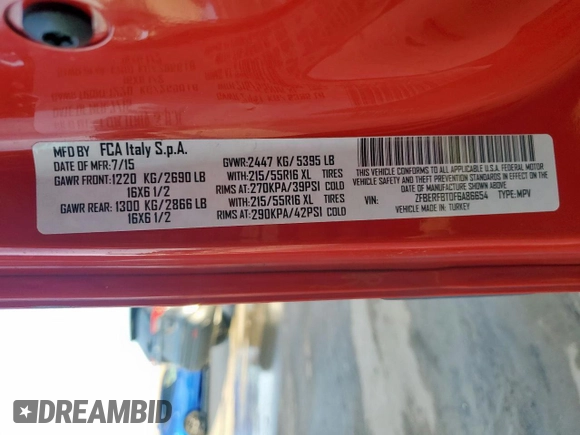 MFD BY FCA Italy S.p.A.
DATE OF MFR:7/15 GVWR:2447 KG/5395 LB
GAWR FRONT:1220 KG/2690 LB WITH:215/55R16 XL TIRES
16X6 1/2 RIMS AT:270KPA/39PSI COLD
GAWR REAR:1300 KG/2866 LB WITH:215/55R16 XL TIRES
16X6 1/2 RIMS AT:290KPA/42PSI COLD
THIS VEHICLE CONFORMS TO ALL APPLICABLE U.S.A. FEDERAL MOTOR
VEHICLE SAFETY AND THEFT PREVENTION STANDARDS IN EFFECT
ON THE DATE OF MANUFACTURE SHOWN ABOVE.
VIN: ZFBERFBT0F6A86654 TYPE:MPV
VEHICLE MADE IN: TURKEY
DREAMBID